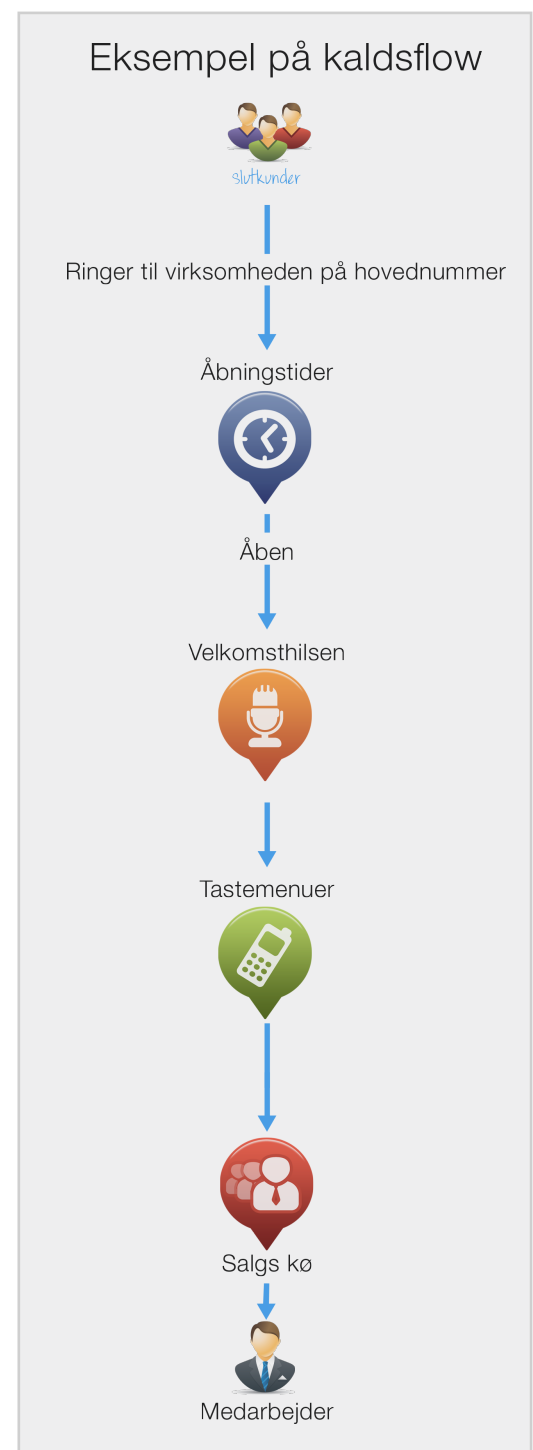 Eksempel på kaldsflow
slutkunder
Ringer til virksomheden på hovednummer
Åbningstider
Åben
Velkomsthilsen
Tastemenuer
Salgs kø
Medarbejder